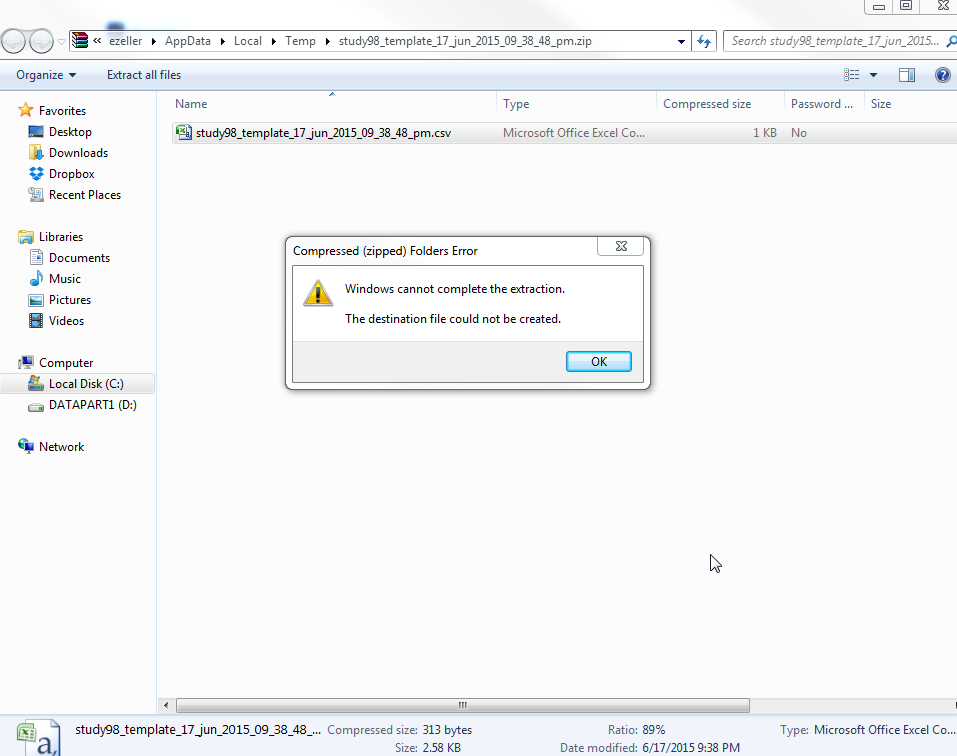 « ezeller ▸ AppData ▸ Local ▸ Temp ▸ study98_template_17_jun_2015_09_38_48_pm.zip
Search study98_template_17_jun_2015...
Organize Extract all files
Name Type Compressed size Password ... Size
study98_template_17_jun_2015_09_38_48_pm.csv Microsoft Office Excel Co... 1 KB No
Favorites
Desktop
Downloads
Dropbox
Recent Places
Libraries
Documents
Music
Pictures
Videos
Computer
Local Disk (C:)
DATAPART1 (D:)
Network
Compressed (zipped) Folders Error
Windows cannot complete the extraction.
The destination file could not be created.
OK
study98_template_17_jun_2015_09_38_48_... Compressed size: 313 bytes Ratio: 89% Type: Microsoft Office Excel Co...
Size: 2.58 KB Date modified: 6/17/2015 9:38 PM